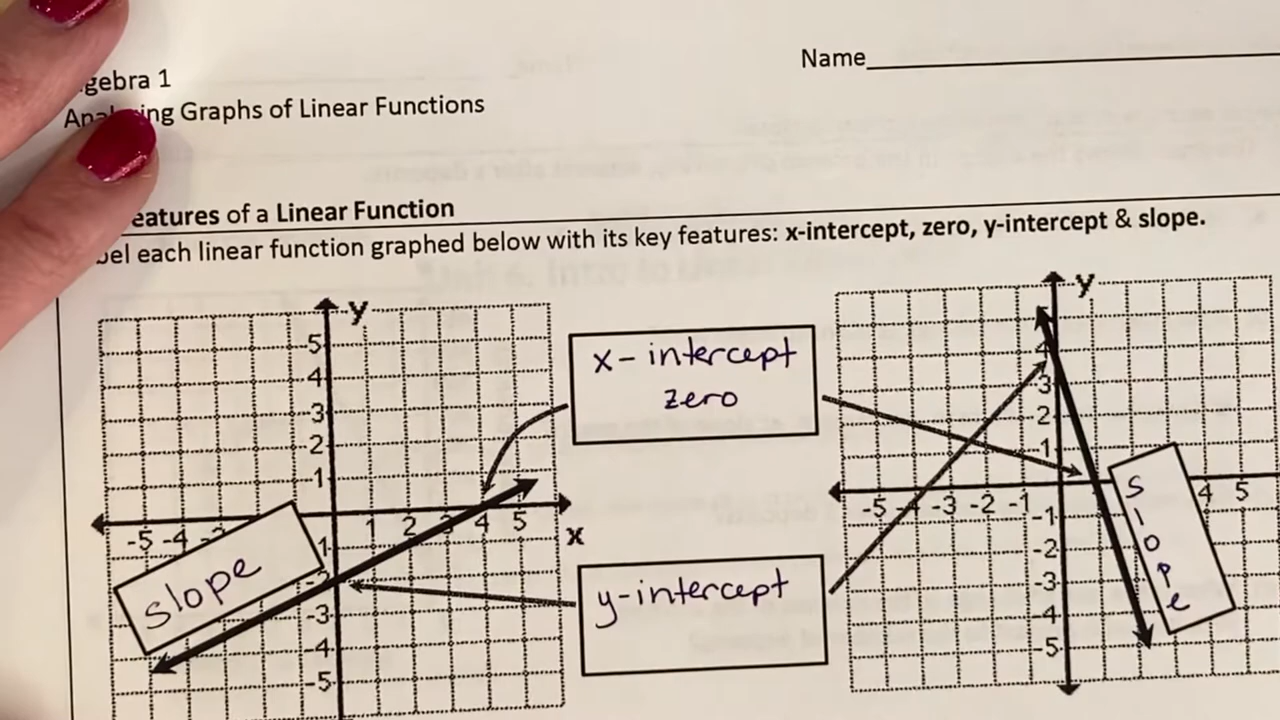 gebra 1
Name
Graphs of Linear Functions
eatures of a Linear Function
bel each linear function graphed below with its key features: x-intercept, zero, y-intercept & slope.
y
5
4
3
2
1
-5 -4 -3
1 2 3 4 5
x
-1
-2
-3
-4
-5
slope
x-intercept
zero
y-intercept
y
4
3
2
1
-5 -4 -3 -2 -1
4 5
-1
-2
-3
-4
-5
slope